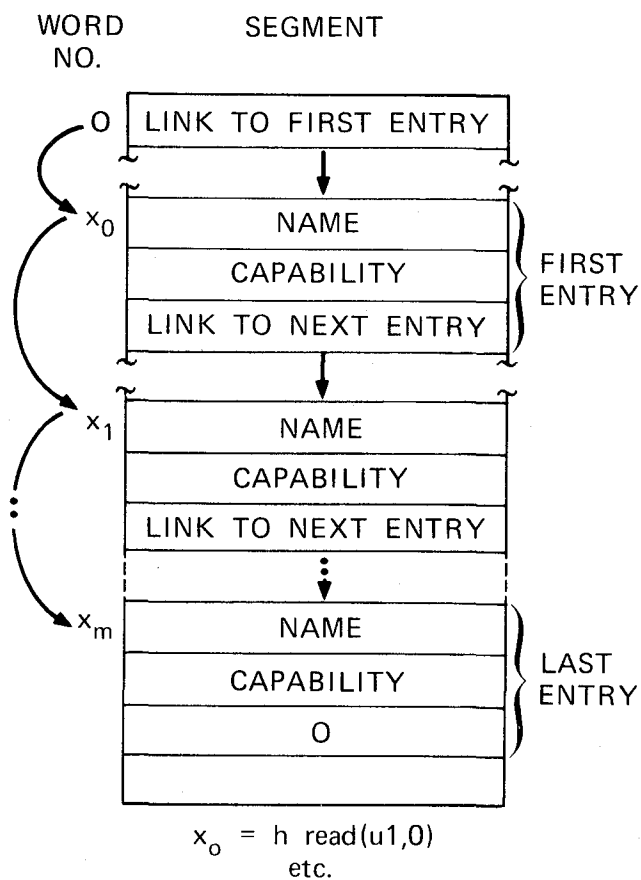 WORD NO. SEGMENT
0 LINK TO FIRST ENTRY
x₀ NAME
CAPABILITY
LINK TO NEXT ENTRY
FIRST ENTRY
x₁ NAME
CAPABILITY
LINK TO NEXT ENTRY
xₘ NAME
CAPABILITY
0
LAST ENTRY
x₀ = h read(u1,0)
etc.